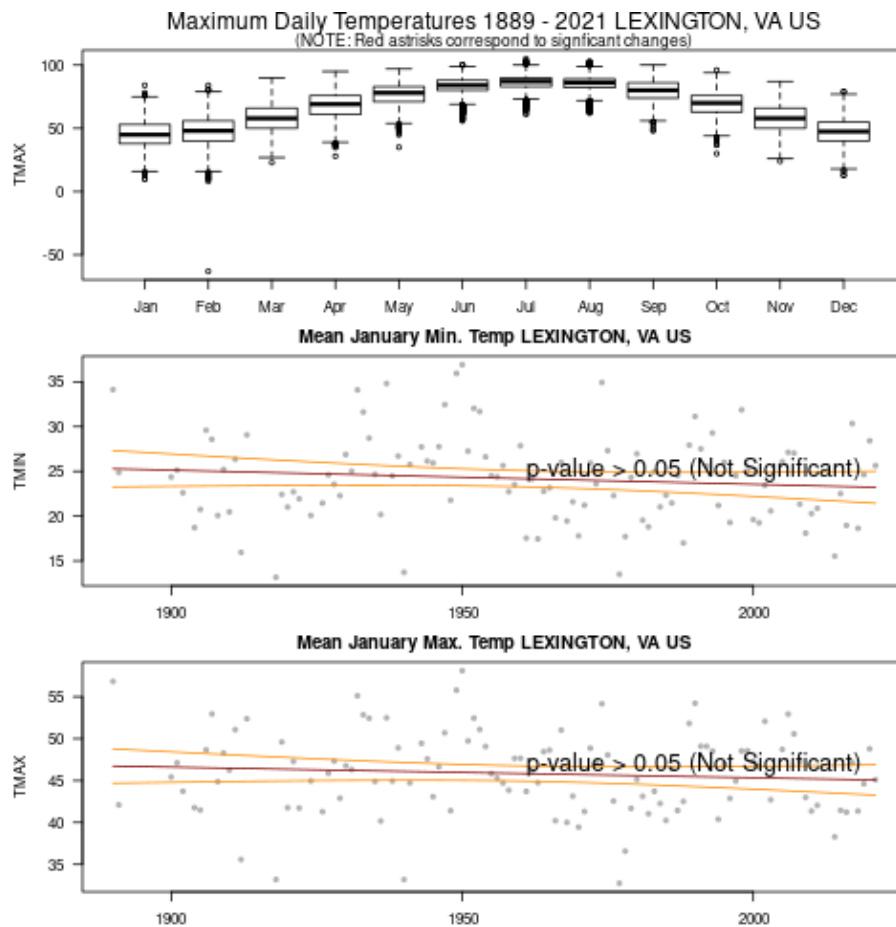 Maximum Daily Temperatures 1889 - 2021 LEXINGTON, VA US
(NOTE: Red astrisks correspond to signficant changes)
TMAX
100
50
0
-50
Jan Feb Mar Apr May Jun Jul Aug Sep Oct Nov Dec
Mean January Min. Temp LEXINGTON, VA US
TMIN
35
30
25
20
15
p-value > 0.05 (Not Significant)
1900 1950 2000
Mean January Max. Temp LEXINGTON, VA US
TMAX
55
50
45
40
35
p-value > 0.05 (Not Significant)
1900 1950 2000